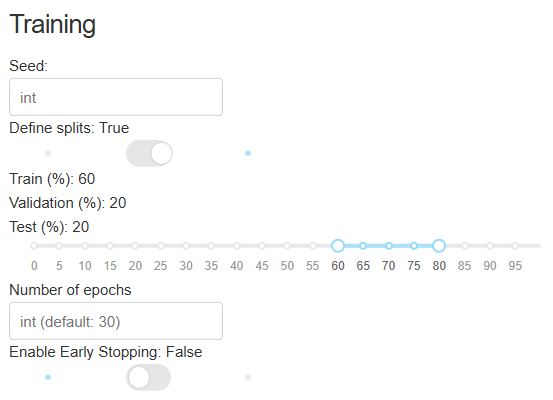 Training
Seed:
int
Define splits: True
Train (%): 60
Validation (%): 20
Test (%): 20
0 5 10 15 20 25 30 35 40 45 50 55 60 65 70 75 80 85 90 95
Number of epochs
int (default: 30)
Enable Early Stopping: False